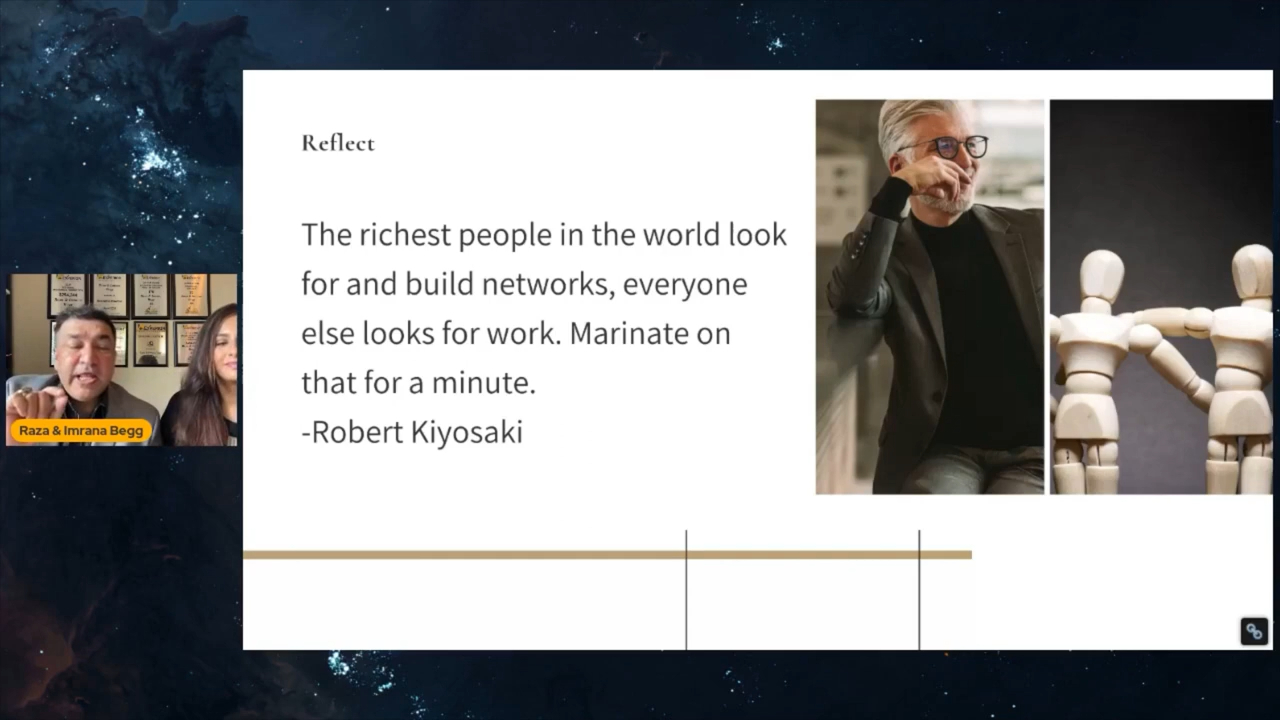 Reflect
The richest people in the world look
for and build networks, everyone
else looks for work. Marinate on
that for a minute.
-Robert Kiyosaki
Raza & Imrana Begg